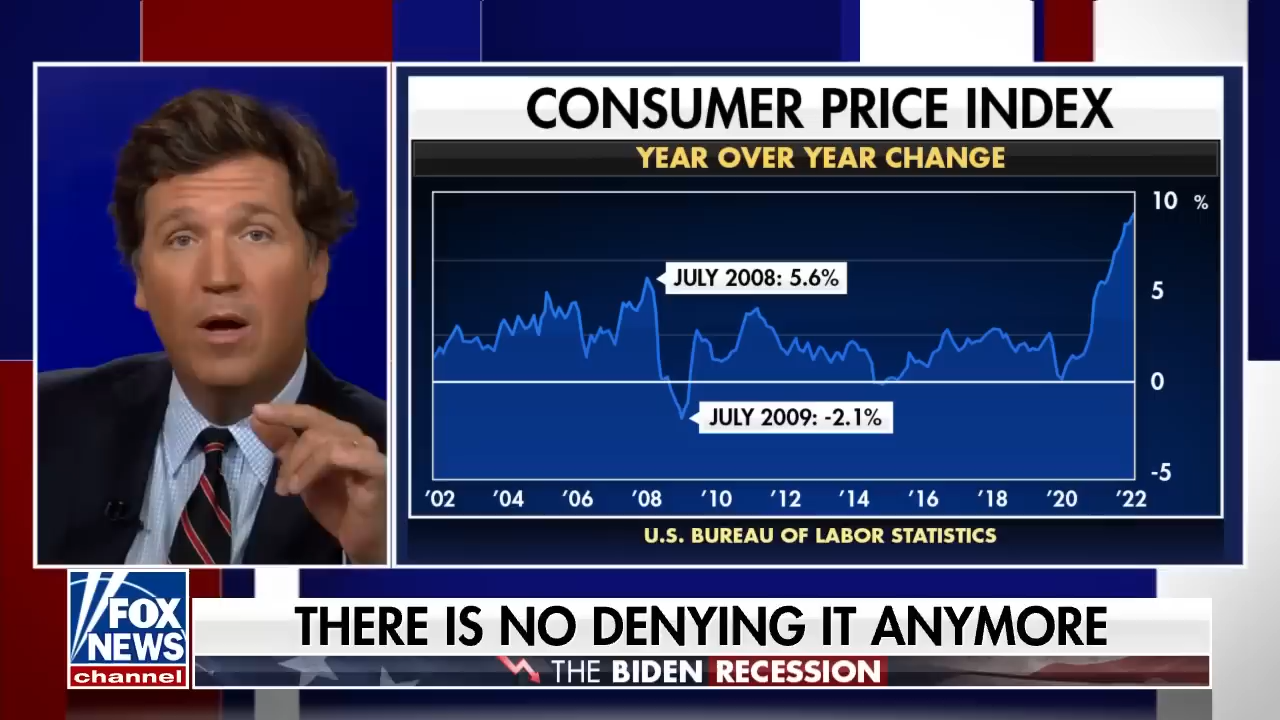 CONSUMER PRICE INDEX
YEAR OVER YEAR CHANGE
10 %
JULY 2008: 5.6%
5
0
JULY 2009: -2.1%
-5
'02 '04 '06 '08 '10 '12 '14 '16 '18 '20 '22
U.S. BUREAU OF LABOR STATISTICS
FOX
NEWS
channel
THERE IS NO DENYING IT ANYMORE
THE BIDEN RECESSION